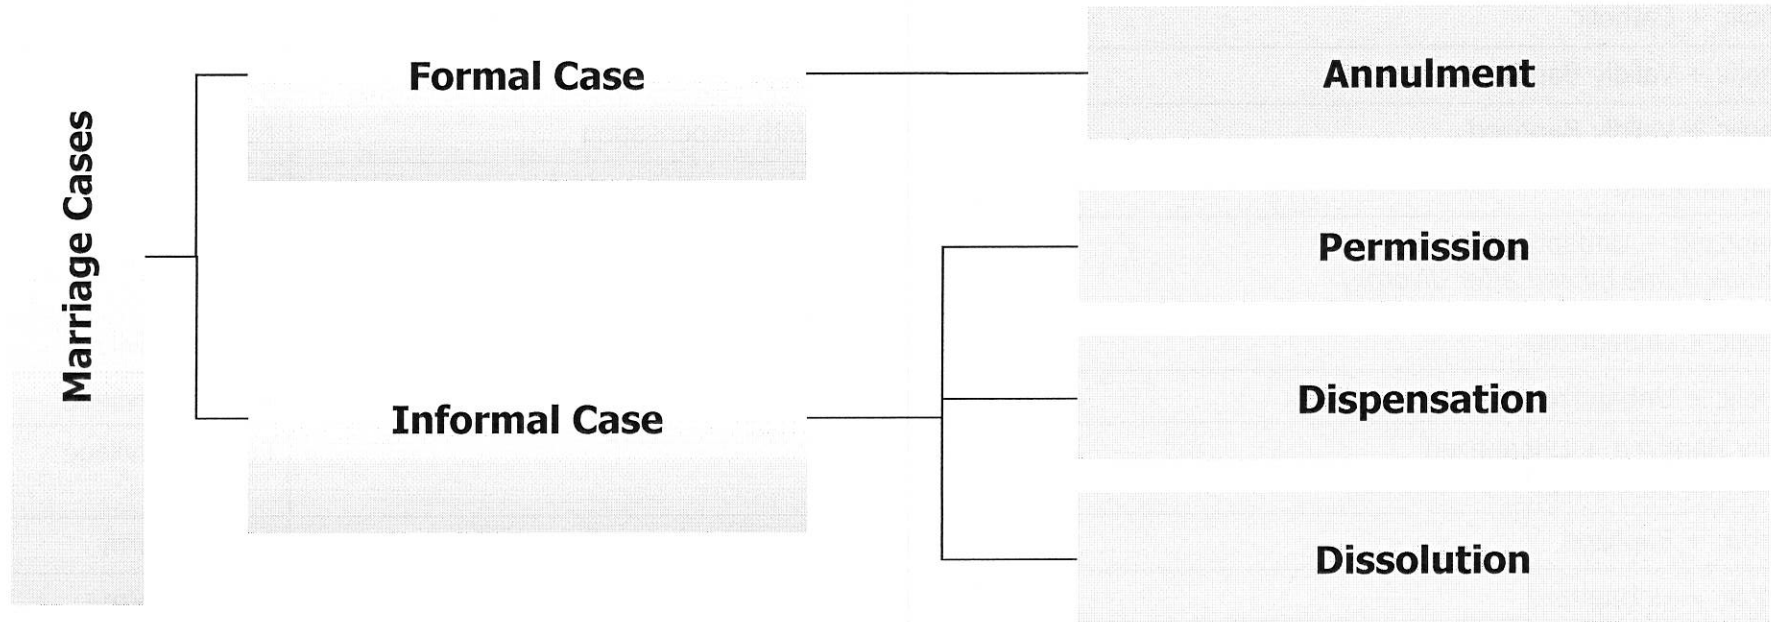 Marriage Cases
Formal Case
Annulment
Informal Case
Permission
Dispensation
Dissolution